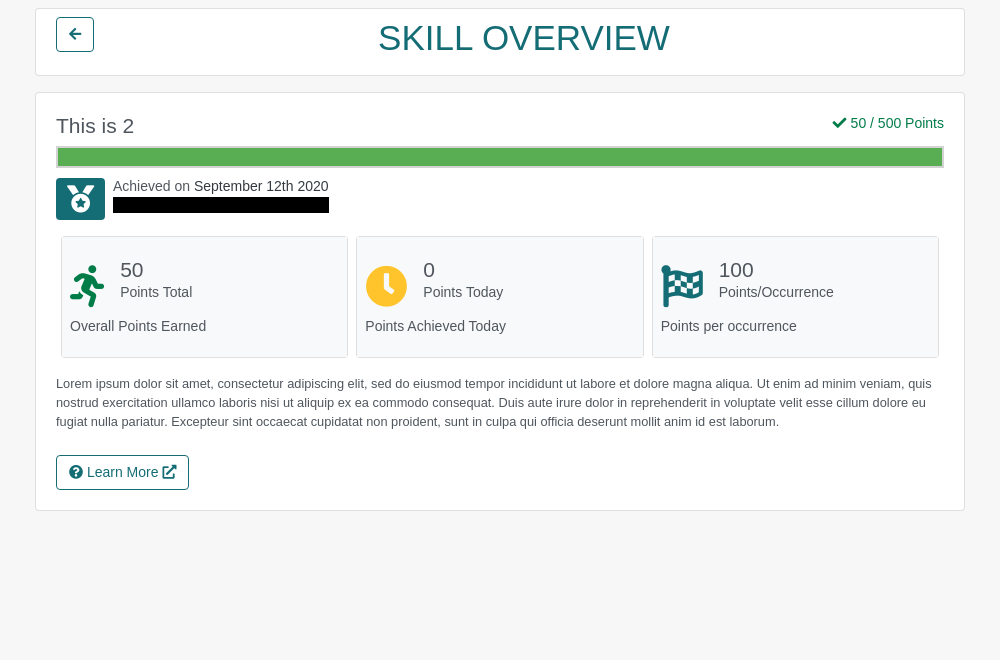 SKILL OVERVIEW
This is 2
50 / 500 Points
Achieved on September 12th 2020
50
Points Total
Overall Points Earned
0
Points Today
Points Achieved Today
100
Points/Occurrence
Points per occurrence
Lorem ipsum dolor sit amet, consectetur adipiscing elit, sed do eiusmod tempor incididunt ut labore et dolore magna aliqua. Ut enim ad minim veniam, quis
nostrud exercitation ullamco laboris nisi ut aliquip ex ea commodo consequat. Duis aute irure dolor in reprehenderit in voluptate velit esse cillum dolore eu
fugiat nulla pariatur. Excepteur sint occaecat cupidatat non proident, sunt in culpa qui officia deserunt mollit anim id est laborum.
Learn More